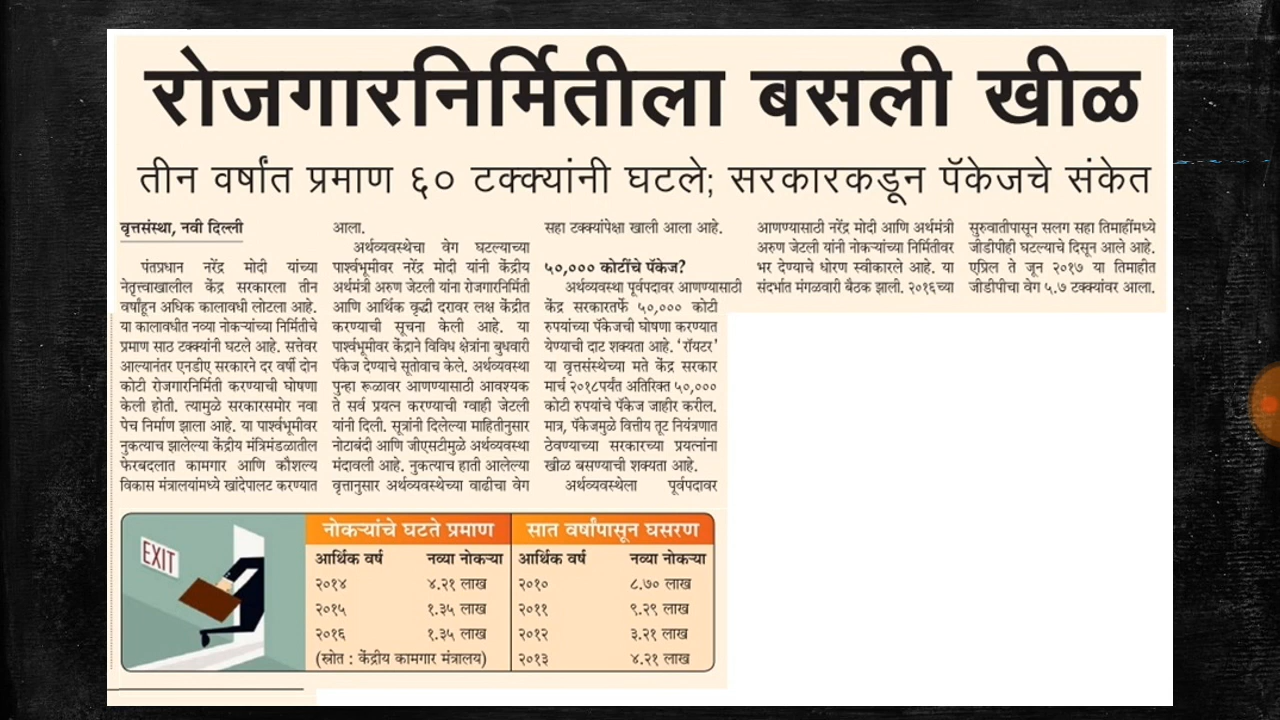 रोजगारनिर्मितीला बसली खीळ
तीन वर्षांत प्रमाण ६० टक्क्यांनी घटले; सरकारकडून पॅकेजचे संकेत
वृत्तसंस्था, नवी दिल्ली
पंतप्रधान नरेंद्र मोदी यांच्या
नेतृत्त्वाखालील केंद्र सरकारला तीन
वर्षांहून अधिक कालावधी लोटला आहे.
या कालावधीत नव्या नोकऱ्यांच्या निर्मितीचे
प्रमाण साठ टक्क्यांनी घटले आहे. सत्तेवर
आल्यानंतर एनडीए सरकारने दर वर्षी दोन
कोटी रोजगारनिर्मिती करण्याची घोषणा
केली होती. त्यामुळे सरकारसमोर नवा
पेच निर्माण झाला आहे. या पार्श्वभूमीवर
नुकत्याच झालेल्या केंद्रीय मंत्रिमंडळातील
फेरबदलात कामगार आणि कौशल्य
विकास मंत्रालयांमध्ये खांदेपालट करण्यात
आला.
अर्थव्यवस्थेचा वेग घटल्याच्या
पार्श्वभूमीवर नरेंद्र मोदी यांनी केंद्रीय
अर्थमंत्री अरुण जेटली यांना रोजगारनिर्मिती
आणि आर्थिक वृद्धी दरावर लक्ष केंद्रीत
करण्याची सूचना केली आहे. या
पार्श्वभूमीवर केंद्राने विविध क्षेत्रांना बुधवारी
पॅकेज देण्याचे सूतोवाच केले. अर्थव्यवस्था
पुन्हा रूळावर आणण्यासाठी आवश्यक
ते सर्व प्रयत्न करण्याची ग्वाही जेटली
यांनी दिली. सूत्रांनी दिलेल्या माहितीनुसार
नोटाबंदी आणि जीएसटीमुळे अर्थव्यवस्था
मंदावली आहे. नुकत्याच हाती आलेल्या
वृत्तानुसार अर्थव्यवस्थेच्या वाढीचा वेग
सहा टक्क्यांपेक्षा खाली आला आहे.
५०,००० कोटींचे पॅकेज?
अर्थव्यवस्था पूर्वपदावर आणण्यासाठी
केंद्र सरकारतर्फे ५०,००० कोटी
रुपयांच्या पॅकेजची घोषणा करण्यात
येण्याची दाट शक्यता आहे. 'रॉयटर'
या वृत्तसंस्थेच्या मते केंद्र सरकार
मार्च २०१८पर्यंत अतिरिक्त ५०,०००
कोटी रुपयांचे पॅकेज जाहीर करील.
मात्र, पॅकेजमुळे वित्तीय तूट नियंत्रणात
ठेवण्याच्या सरकारच्या प्रयत्नांना
खीळ बसण्याची शक्यता आहे.
अर्थव्यवस्थेला पूर्वपदावर
आणण्यासाठी नरेंद्र मोदी आणि अर्थमंत्री
अरुण जेटली यांनी नोकऱ्यांच्या निर्मितीवर
भर देण्याचे धोरण स्वीकारले आहे. या
संदर्भात मंगळवारी बैठक झाली. २०१६च्या
सुरुवातीपासून सलग सहा तिमाहींमध्ये
जीडीपीही घटल्याचे दिसून आले आहे.
एप्रिल ते जून २०१७ या तिमाहीत
जीडीपीचा वेग ५.७ टक्क्यांवर आला.
EXIT
नोकऱ्यांचे घटते प्रमाण
आर्थिक वर्ष नव्या नोकऱ्या
२०१४ ४.२१ लाख
२०१५ १.३५ लाख
२०१६ १.३५ लाख
(स्रोत : केंद्रीय कामगार मंत्रालय)
सात वर्षांपासून घसरण
आर्थिक वर्ष नव्या नोकऱ्या
२०१० ८.७० लाख
२०११ ९.२९ लाख
२०१२ ३.२१ लाख
२०१३ ४.२१ लाख